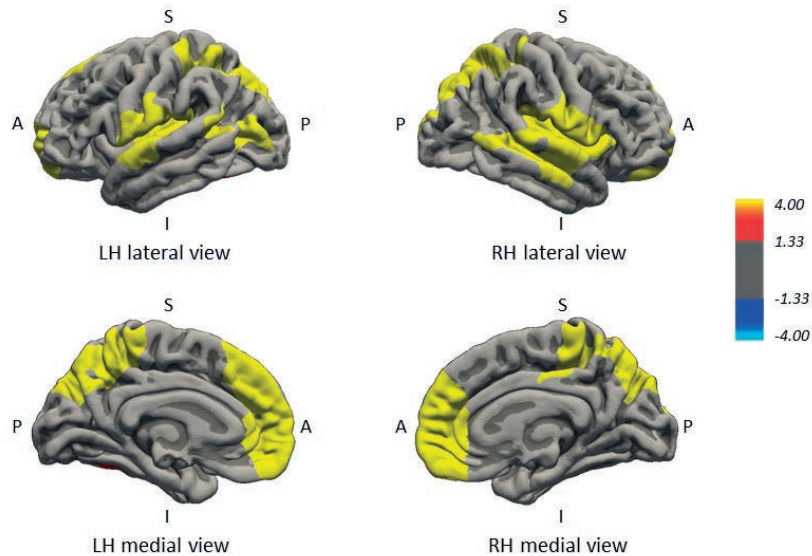 S
S
A
P
P
A
I
I
LH lateral view
RH lateral view
4.00
1.33
-1.33
-4.00
S
S
P
A
A
P
I
I
LH medial view
RH medial view